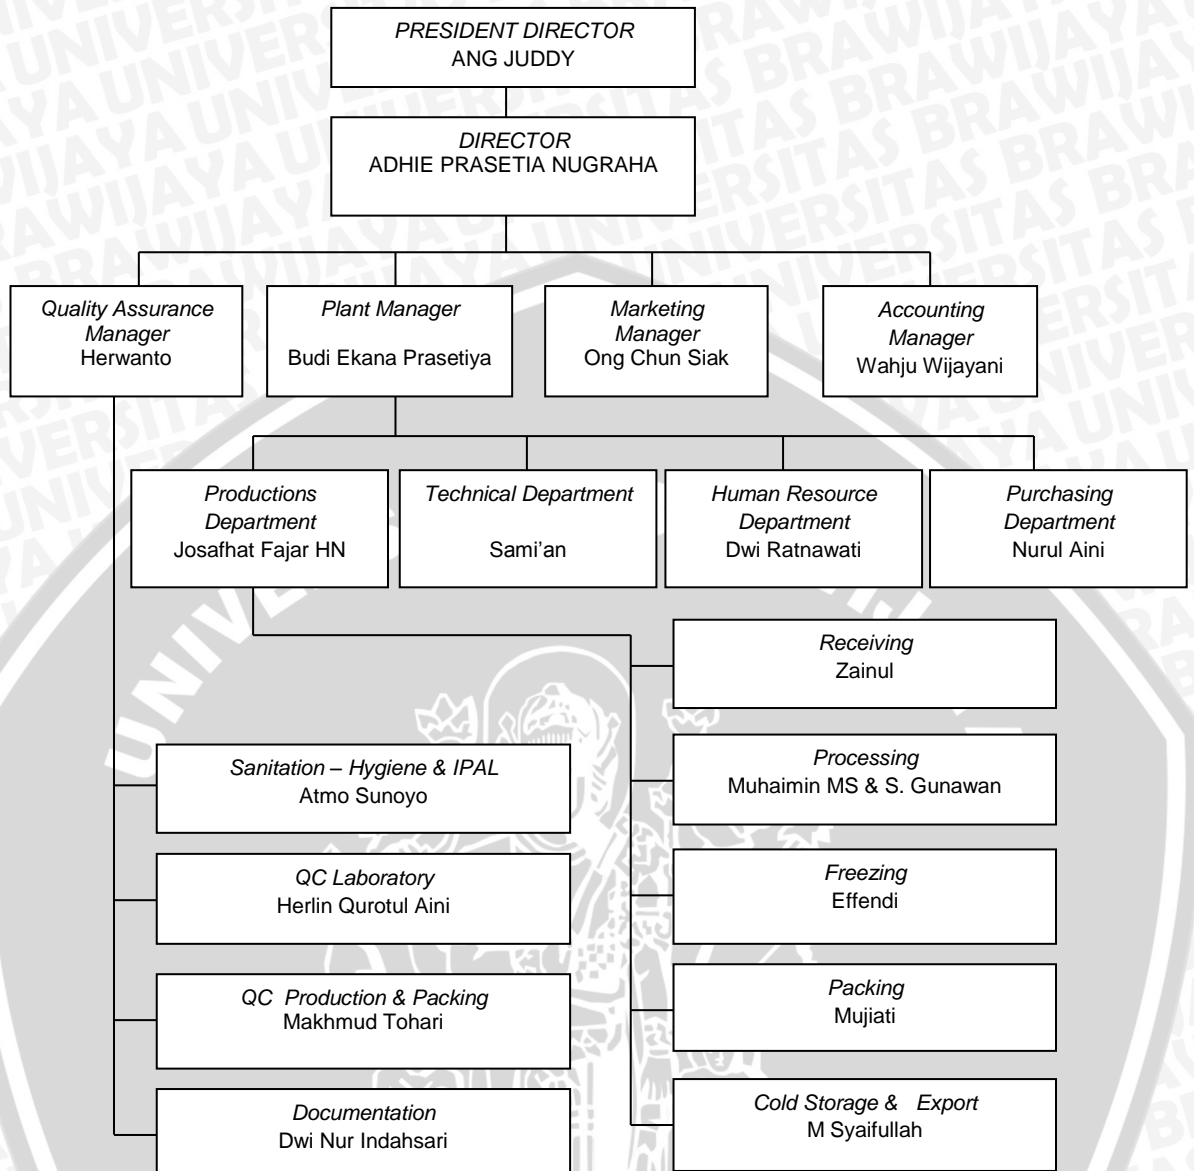 PRESIDENT DIRECTOR
ANG JUDDY
DIRECTOR
ADHIE PRASETIA NUGRAHA
Quality Assurance
Manager
Herwanto
Plant Manager
Budi Ekana Prasetiya
Marketing
Manager
Ong Chun Siak
Accounting
Manager
Wahju Wijayani
Productions
Department
Josafhat Fajar HN
Technical Department
Sami’an
Human Resource
Department
Dwi Ratnawati
Purchasing
Department
Nurul Aini
Receiving
Zainul
Processing
Muhaimin MS & S. Gunawan
Freezing
Effendi
Packing
Mujiati
Cold Storage & Export
M Syaifullah
Sanitation – Hygiene & IPAL
Atmo Sunoyo
QC Laboratory
Herlin Qurotul Aini
QC Production & Packing
Makhmud Tohari
Documentation
Dwi Nur Indahsari